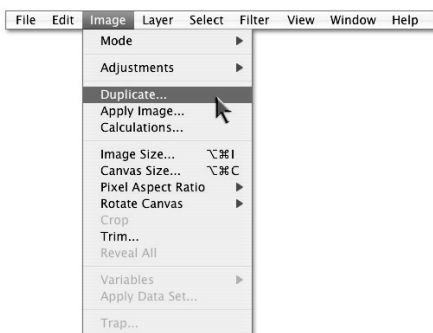 File Edit Image Layer Select Filter View Window Help
Mode ▶
Adjustments ▶
Duplicate...
Apply Image...
Calculations...
Image Size... ⌥⌘I
Canvas Size... ⌥⌘C
Pixel Aspect Ratio ▶
Rotate Canvas ▶
Crop
Trim...
Reveal All
Variables ▶
Apply Data Set...
Trap...